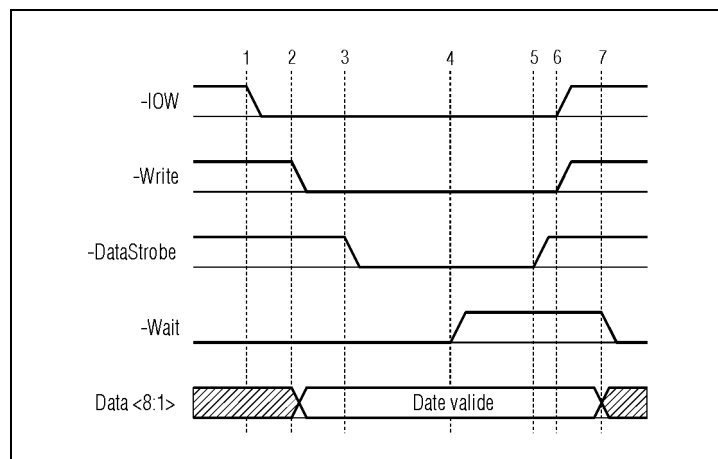 1 2 3 4 5 6 7
-IOW
-Write
-DataStrobe
-Wait
Data <8:1> Date valide